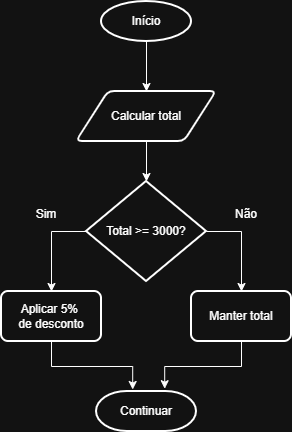 Início
Calcular total
Sim
Não
Total >= 3000?
Aplicar 5%
de desconto
Manter total
Continuar